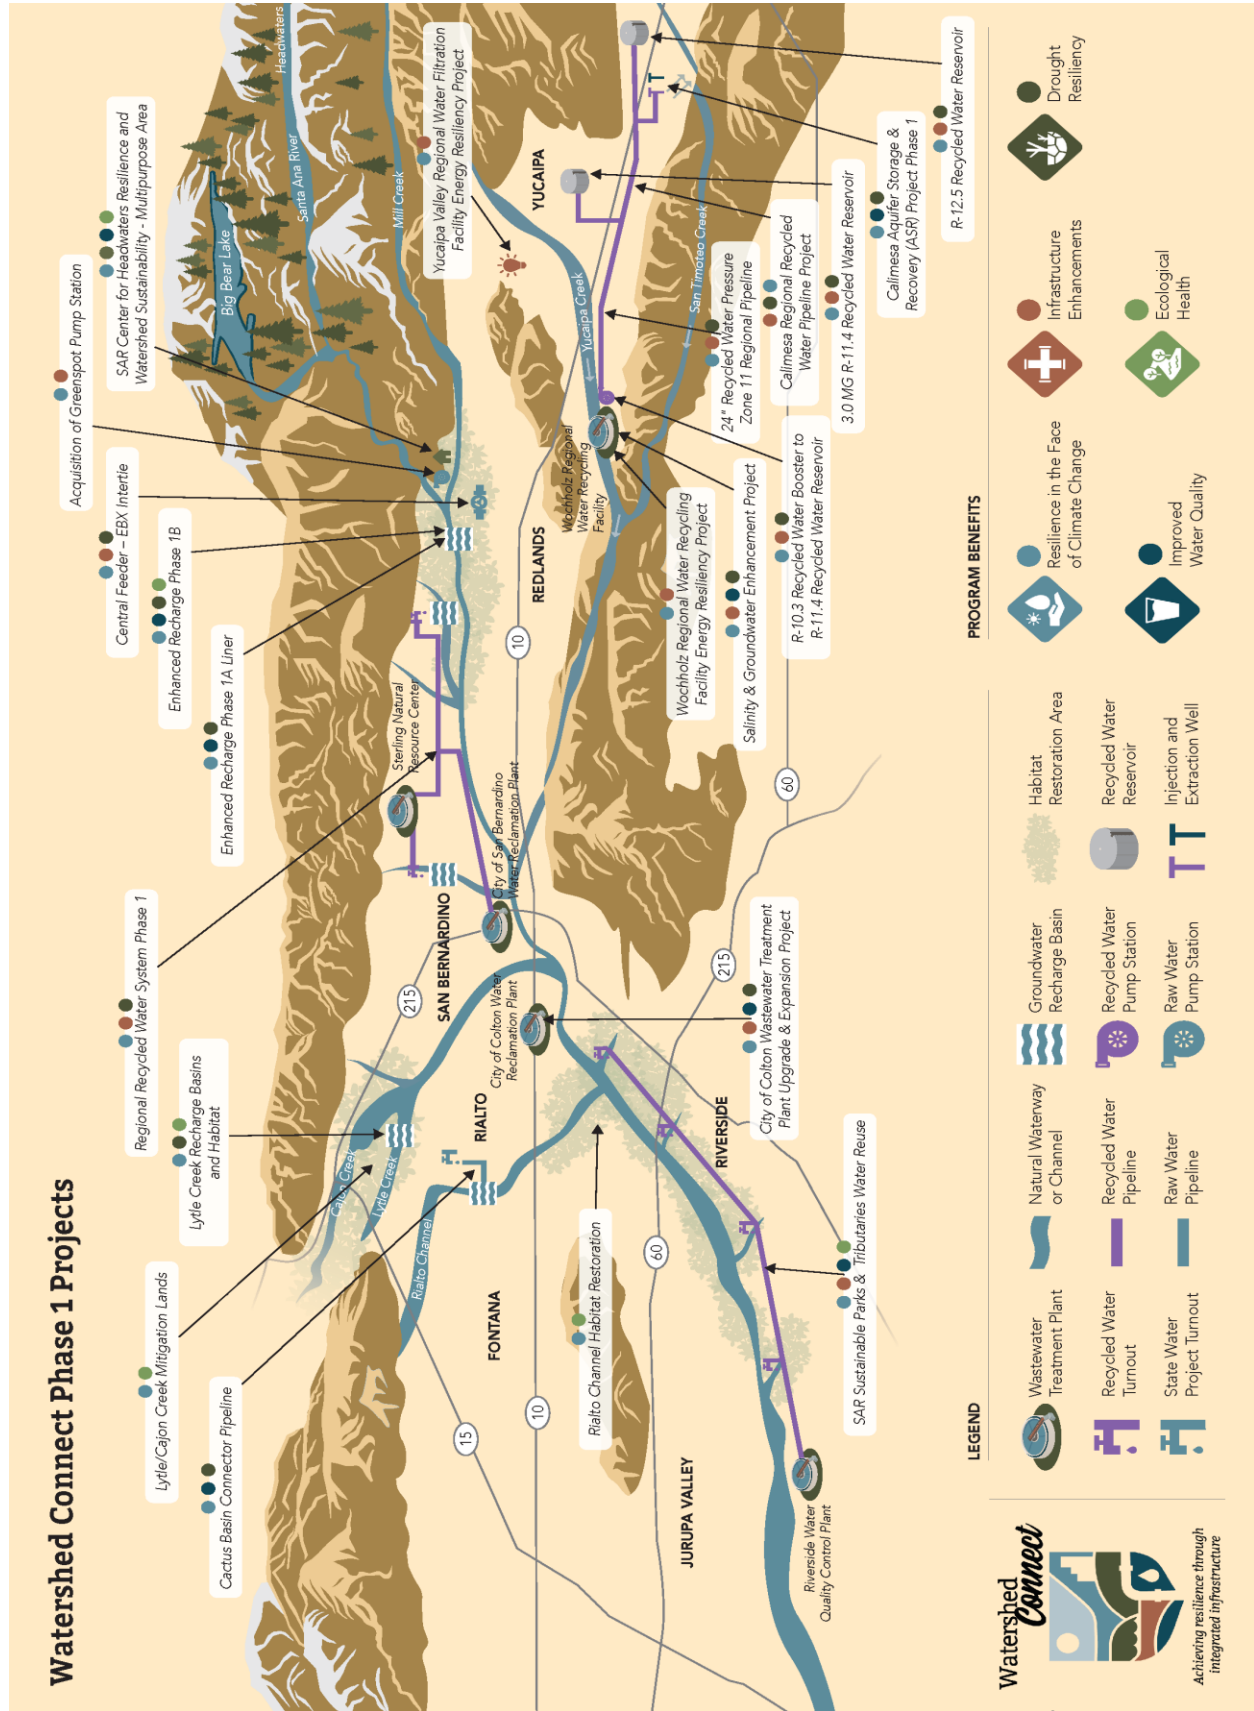 Watershed Connect Phase 1 Projects
Lytle/Cajon Creek Mitigation Lands
Cactus Basin Connector Pipeline
Lytle Creek Recharge Basins
and Habitat
Regional Recycled Water System Phase 1
Enhanced Recharge Phase 1A Liner
Enhanced Recharge Phase 1B
Central Feeder – EBX Intertie
Acquisition of Greenspot Pump Station
SAR Center for Headwaters Resilience and
Watershed Sustainability - Multipurpose Area
Headwaters
Big Bear Lake
Santa Ana River
Mill Creek
Yucaipa Valley Regional Water Filtration
Facility Energy Resiliency Project
Cajon Creek
Lytle Creek
Rialto Channel
215
Sterling Natural
Resource Center
SAN BERNARDINO
City of San Bernardino
Water Reclamation Plant
City of Colton Water
Reclamation Plant
RIALTO
FONTANA
15
10
10
REDLANDS
YUCAIPA
Yucaipa Creek
San Timoteo Creek
Wochholz Regional
Water Recycling
Facility
Rialto Channel Habitat Restoration
60
JURUPA VALLEY
RIVERSIDE
215
60
Riverside Water
Quality Control Plant
City of Colton Wastewater Treatment
Plant Upgrade & Expansion Project
SAR Sustainable Parks & Tributaries Water Reuse
Wochholz Regional Water Recycling
Facility Energy Resiliency Project
Salinity & Groundwater Enhancement Project
R-10.3 Recycled Water Booster to
R-11.4 Recycled Water Reservoir
24" Recycled Water Pressure
Zone 11 Regional Pipeline
Calimesa Regional Recycled
Water Pipeline Project
3.0 MG R-11.4 Recycled Water Reservoir
Calimesa Aquifer Storage &
Recovery (ASR) Project Phase 1
R-12.5 Recycled Water Reservoir
Watershed
Connect
Achieving resilience through
integrated infrastructure
LEGEND
Wastewater
Treatment Plant
Natural Waterway
or Channel
Groundwater
Recharge Basin
Habitat
Restoration Area
Recycled Water
Turnout
Recycled Water
Pipeline
Recycled Water
Pump Station
Recycled Water
Reservoir
State Water
Project Turnout
Raw Water
Pipeline
Raw Water
Pump Station
Injection and
Extraction Well
PROGRAM BENEFITS
Resilience in the Face
of Climate Change
Infrastructure
Enhancements
Drought
Resiliency
Improved
Water Quality
Ecological
Health